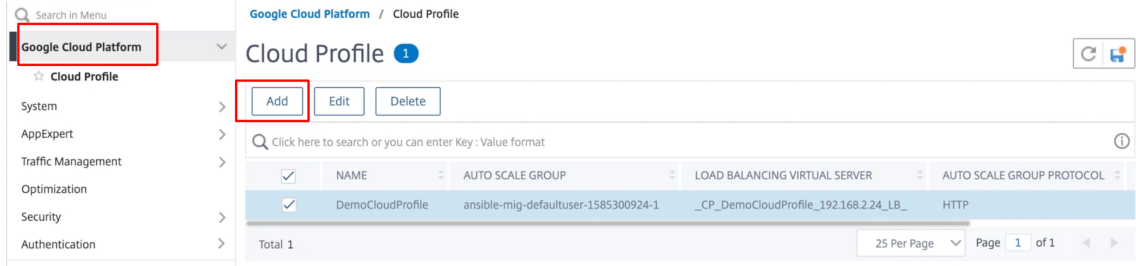 Search in Menu
Google Cloud Platform
Cloud Profile
System
AppExpert
Traffic Management
Optimization
Security
Authentication
Google Cloud Platform / Cloud Profile
Cloud Profile 1
Add Edit Delete
Click here to search or you can enter Key : Value format
NAME AUTO SCALE GROUP LOAD BALANCING VIRTUAL SERVER AUTO SCALE GROUP PROTOCOL
DemoCloudProfile ansible-mig-defaultuser-1585300924-1 _CP_DemoCloudProfile_192.168.2.24_LB_ HTTP
Total 1 25 Per Page Page 1 of 1